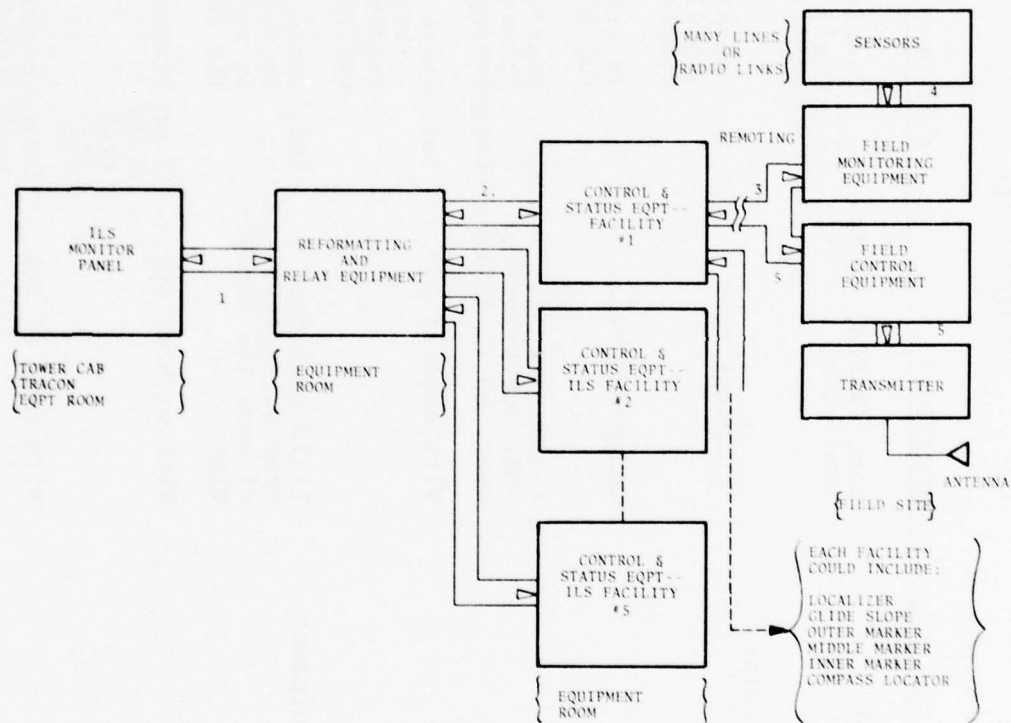 MANY LINES
OR
RADIO LINKS
SENSORS
4
REMOTING
FIELD
MONITORING
EQUIPMENT
3
ILS
MONITOR
PANEL
1
REFORMATTING
AND
RELAY EQUIPMENT
2.
CONTROL &
STATUS EQPT--
FACILITY
#1
FIELD
CONTROL
EQUIPMENT
5
TRANSMITTER
ANTENNA
FIELD SITE
TOWER CAB
TRACON
EQPT ROOM
EQUIPMENT
ROOM
CONTROL &
STATUS EQPT--
ILS FACILITY
#2
CONTROL &
STATUS EQPT--
ILS FACILITY
#5
EQUIPMENT
ROOM
EACH FACILITY
COULD INCLUDE:
LOCALIZER
GLIDE SLOPE
OUTER MARKER
MIDDLE MARKER
INNER MARKER
COMPASS LOCATOR